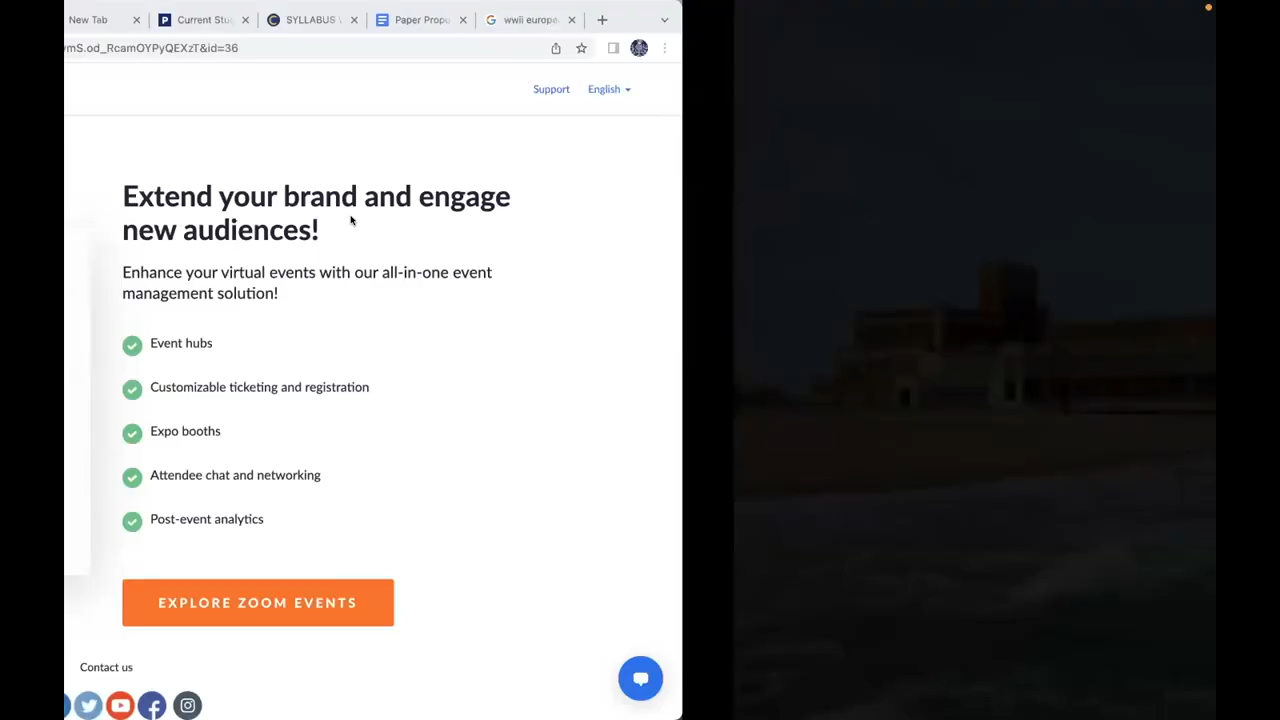 New Tab
Current Stu
SYLLABUS
Paper Propu
wwii europe
ymS.od_RcamOYPyQEXzT&id=36
Support
English
Extend your brand and engage
new audiences!
Enhance your virtual events with our all-in-one event
management solution!
Event hubs
Customizable ticketing and registration
Expo booths
Attendee chat and networking
Post-event analytics
EXPLORE ZOOM EVENTS
Contact us